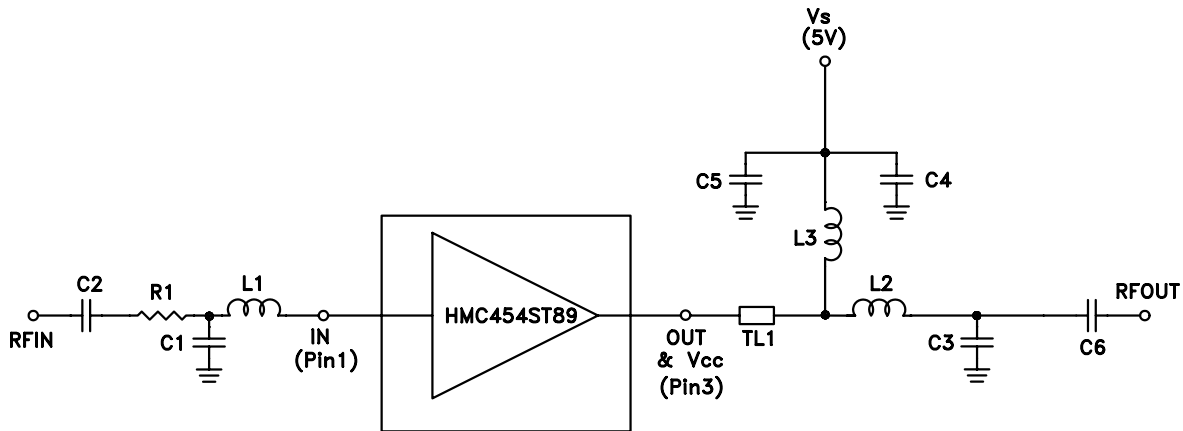 Vs
(5V)
C5
C4
L3
C2
R1
L1
L2
RFOUT
RFIN
C1
IN
(Pin1)
HMC454ST89
OUT
& Vcc
(Pin3)
TL1
C3
C6